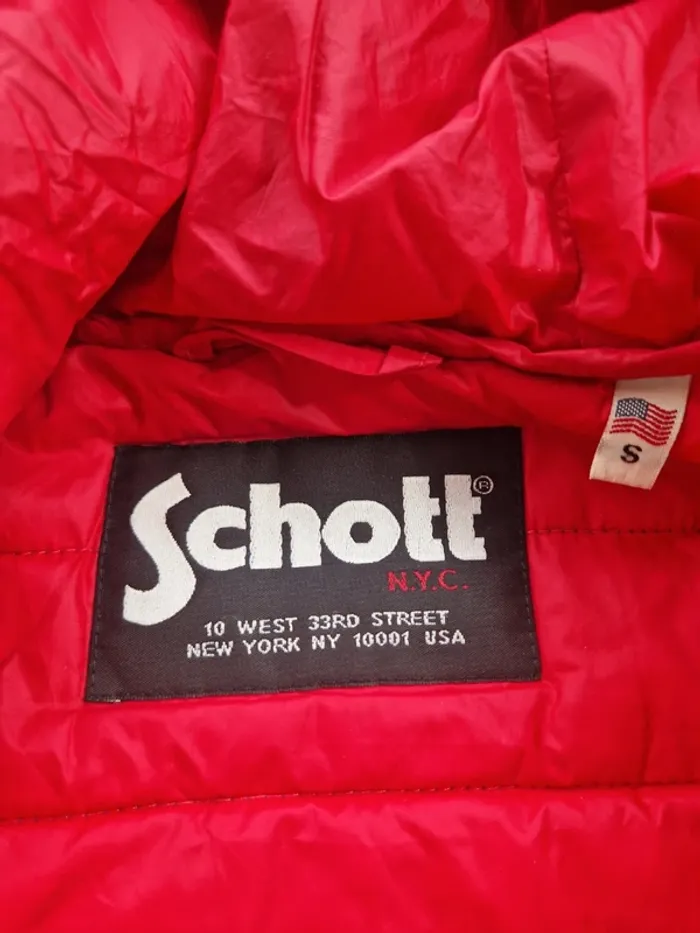 Schott®
N.Y.C.
10 WEST 33RD STREET
NEW YORK NY 10001 USA
S